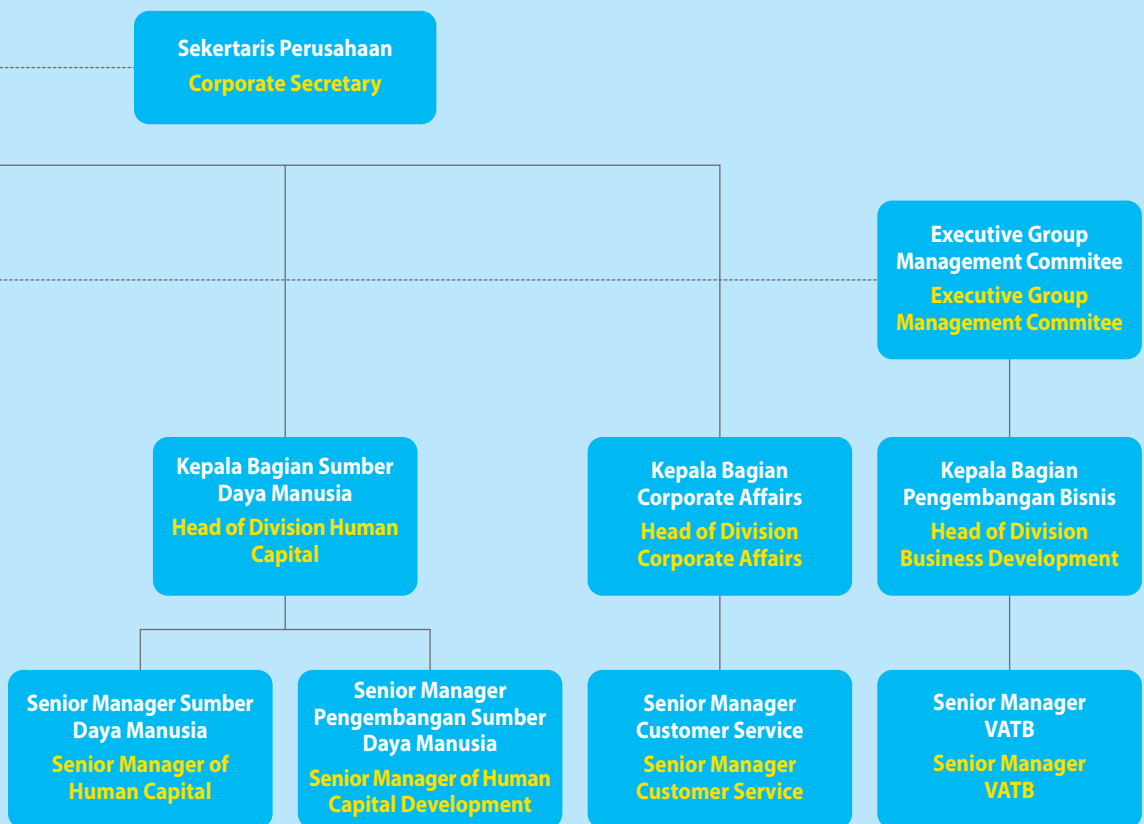 Sekertaris Perusahaan
Corporate Secretary
Executive Group
Management Commitee
Executive Group
Management Commitee
Kepala Bagian Sumber
Daya Manusia
Head of Division Human
Capital
Kepala Bagian
Corporate Affairs
Head of Division
Corporate Affairs
Kepala Bagian
Pengembangan Bisnis
Head of Division
Business Development
Senior Manager Sumber
Daya Manusia
Senior Manager of
Human Capital
Senior Manager
Pengembangan Sumber
Daya Manusia
Senior Manager of Human
Capital Development
Senior Manager
Customer Service
Senior Manager
Customer Service
Senior Manager
VATB
Senior Manager
VATB